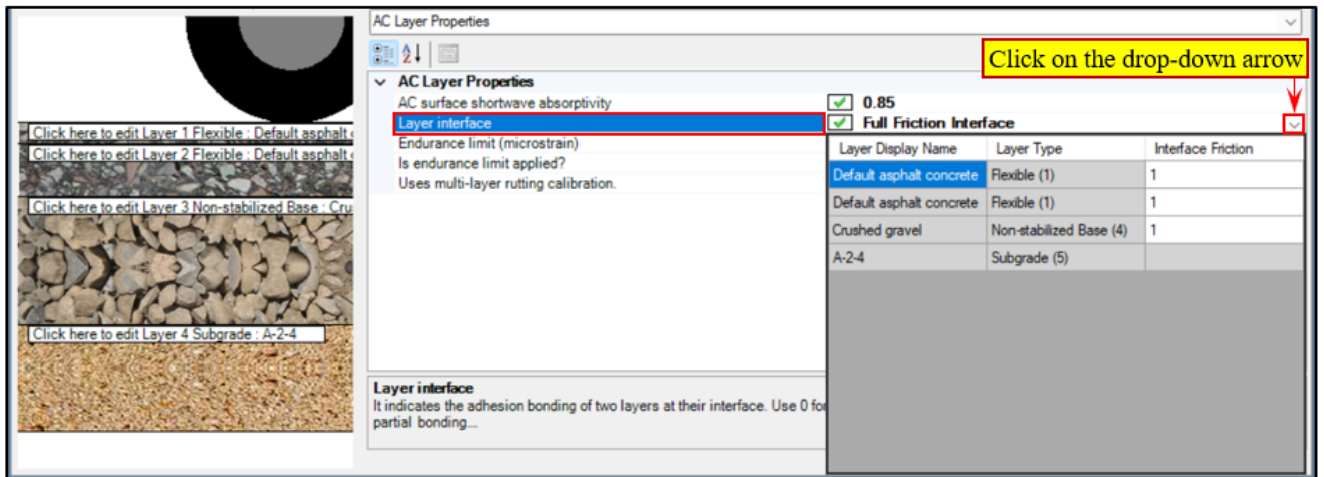 AC Layer Properties
Click on the drop-down arrow
AC Layer Properties
AC surface shortwave absorptivity 0.85
Layer interface Full Friction Interface
Endurance limit (microstrain)
Is endurance limit applied?
Uses multi-layer rutting calibration.
Layer Display Name Layer Type Interface Friction
Default asphalt concrete Flexible (1) 1
Default asphalt concrete Flexible (1) 1
Crushed gravel Non-stabilized Base (4) 1
A-2-4 Subgrade (5)
Click here to edit Layer 1 Flexible : Default asphalt
Click here to edit Layer 2 Flexible : Default asphalt
Click here to edit Layer 3 Non-stabilized Base : Cru
Click here to edit Layer 4 Subgrade : A-2-4
Layer interface
It indicates the adhesion bonding of two layers at their interface. Use 0 for
partial bonding...